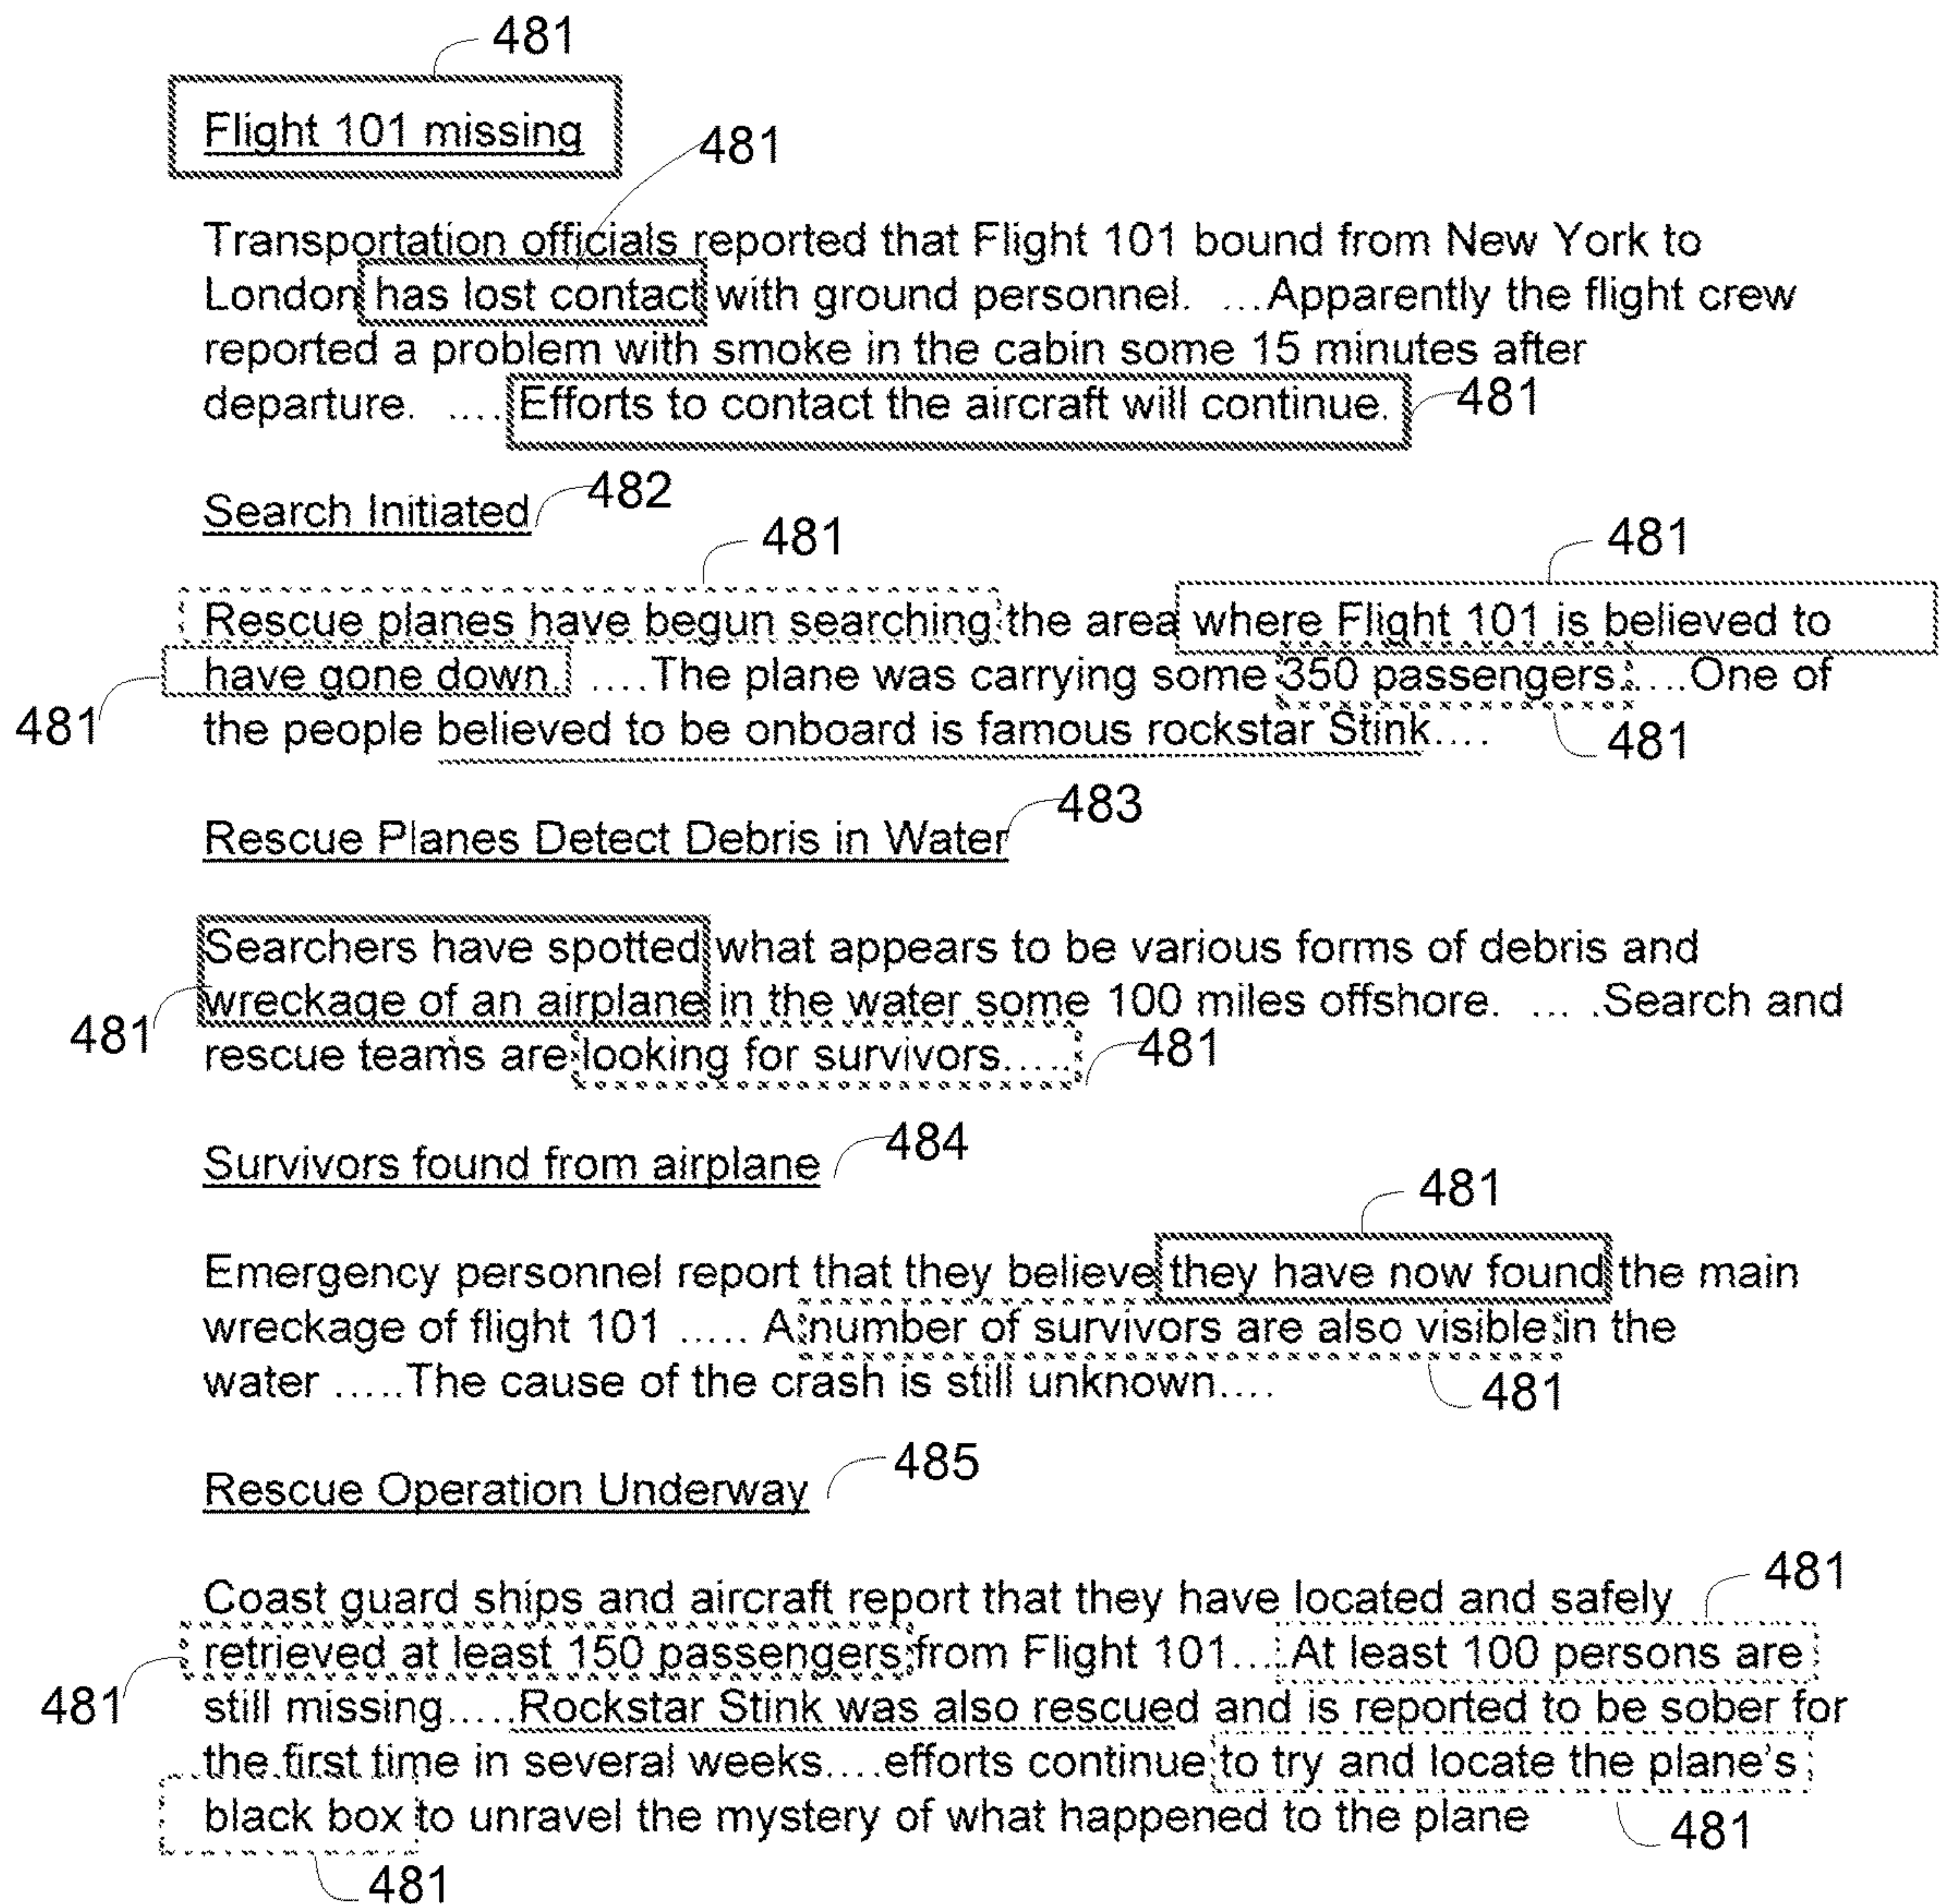 481
Flight 101 missing
481
Transportation officials reported that Flight 101 bound from New York to
London has lost contact with ground personnel. ...Apparently the flight crew
reported a problem with smoke in the cabin some 15 minutes after
departure. ....Efforts to contact the aircraft will continue. 481
Search Initiated 482
481 481
Rescue planes have begun searching the area where Flight 101 is believed to
have gone down. ....The plane was carrying some 350 passengers.....One of
481 the people believed to be onboard is famous rockstar Stink.... 481
Rescue Planes Detect Debris in Water 483
Searchers have spotted what appears to be various forms of debris and
wreckage of an airplane in the water some 100 miles offshore. ... .Search and
481 rescue teams are looking for survivors..... 481
Survivors found from airplane 484
481
Emergency personnel report that they believe they have now found the main
wreckage of flight 101 ..... A number of survivors are also visible in the
water .....The cause of the crash is still unknown.... 481
Rescue Operation Underway 485
Coast guard ships and aircraft report that they have located and safely 481
retrieved at least 150 passengers from Flight 101....At least 100 persons are
481 still missing.....Rockstar Stink was also rescued and is reported to be sober for
the first time in several weeks....efforts continue to try and locate the plane's
black box to unravel the mystery of what happened to the plane 481
481